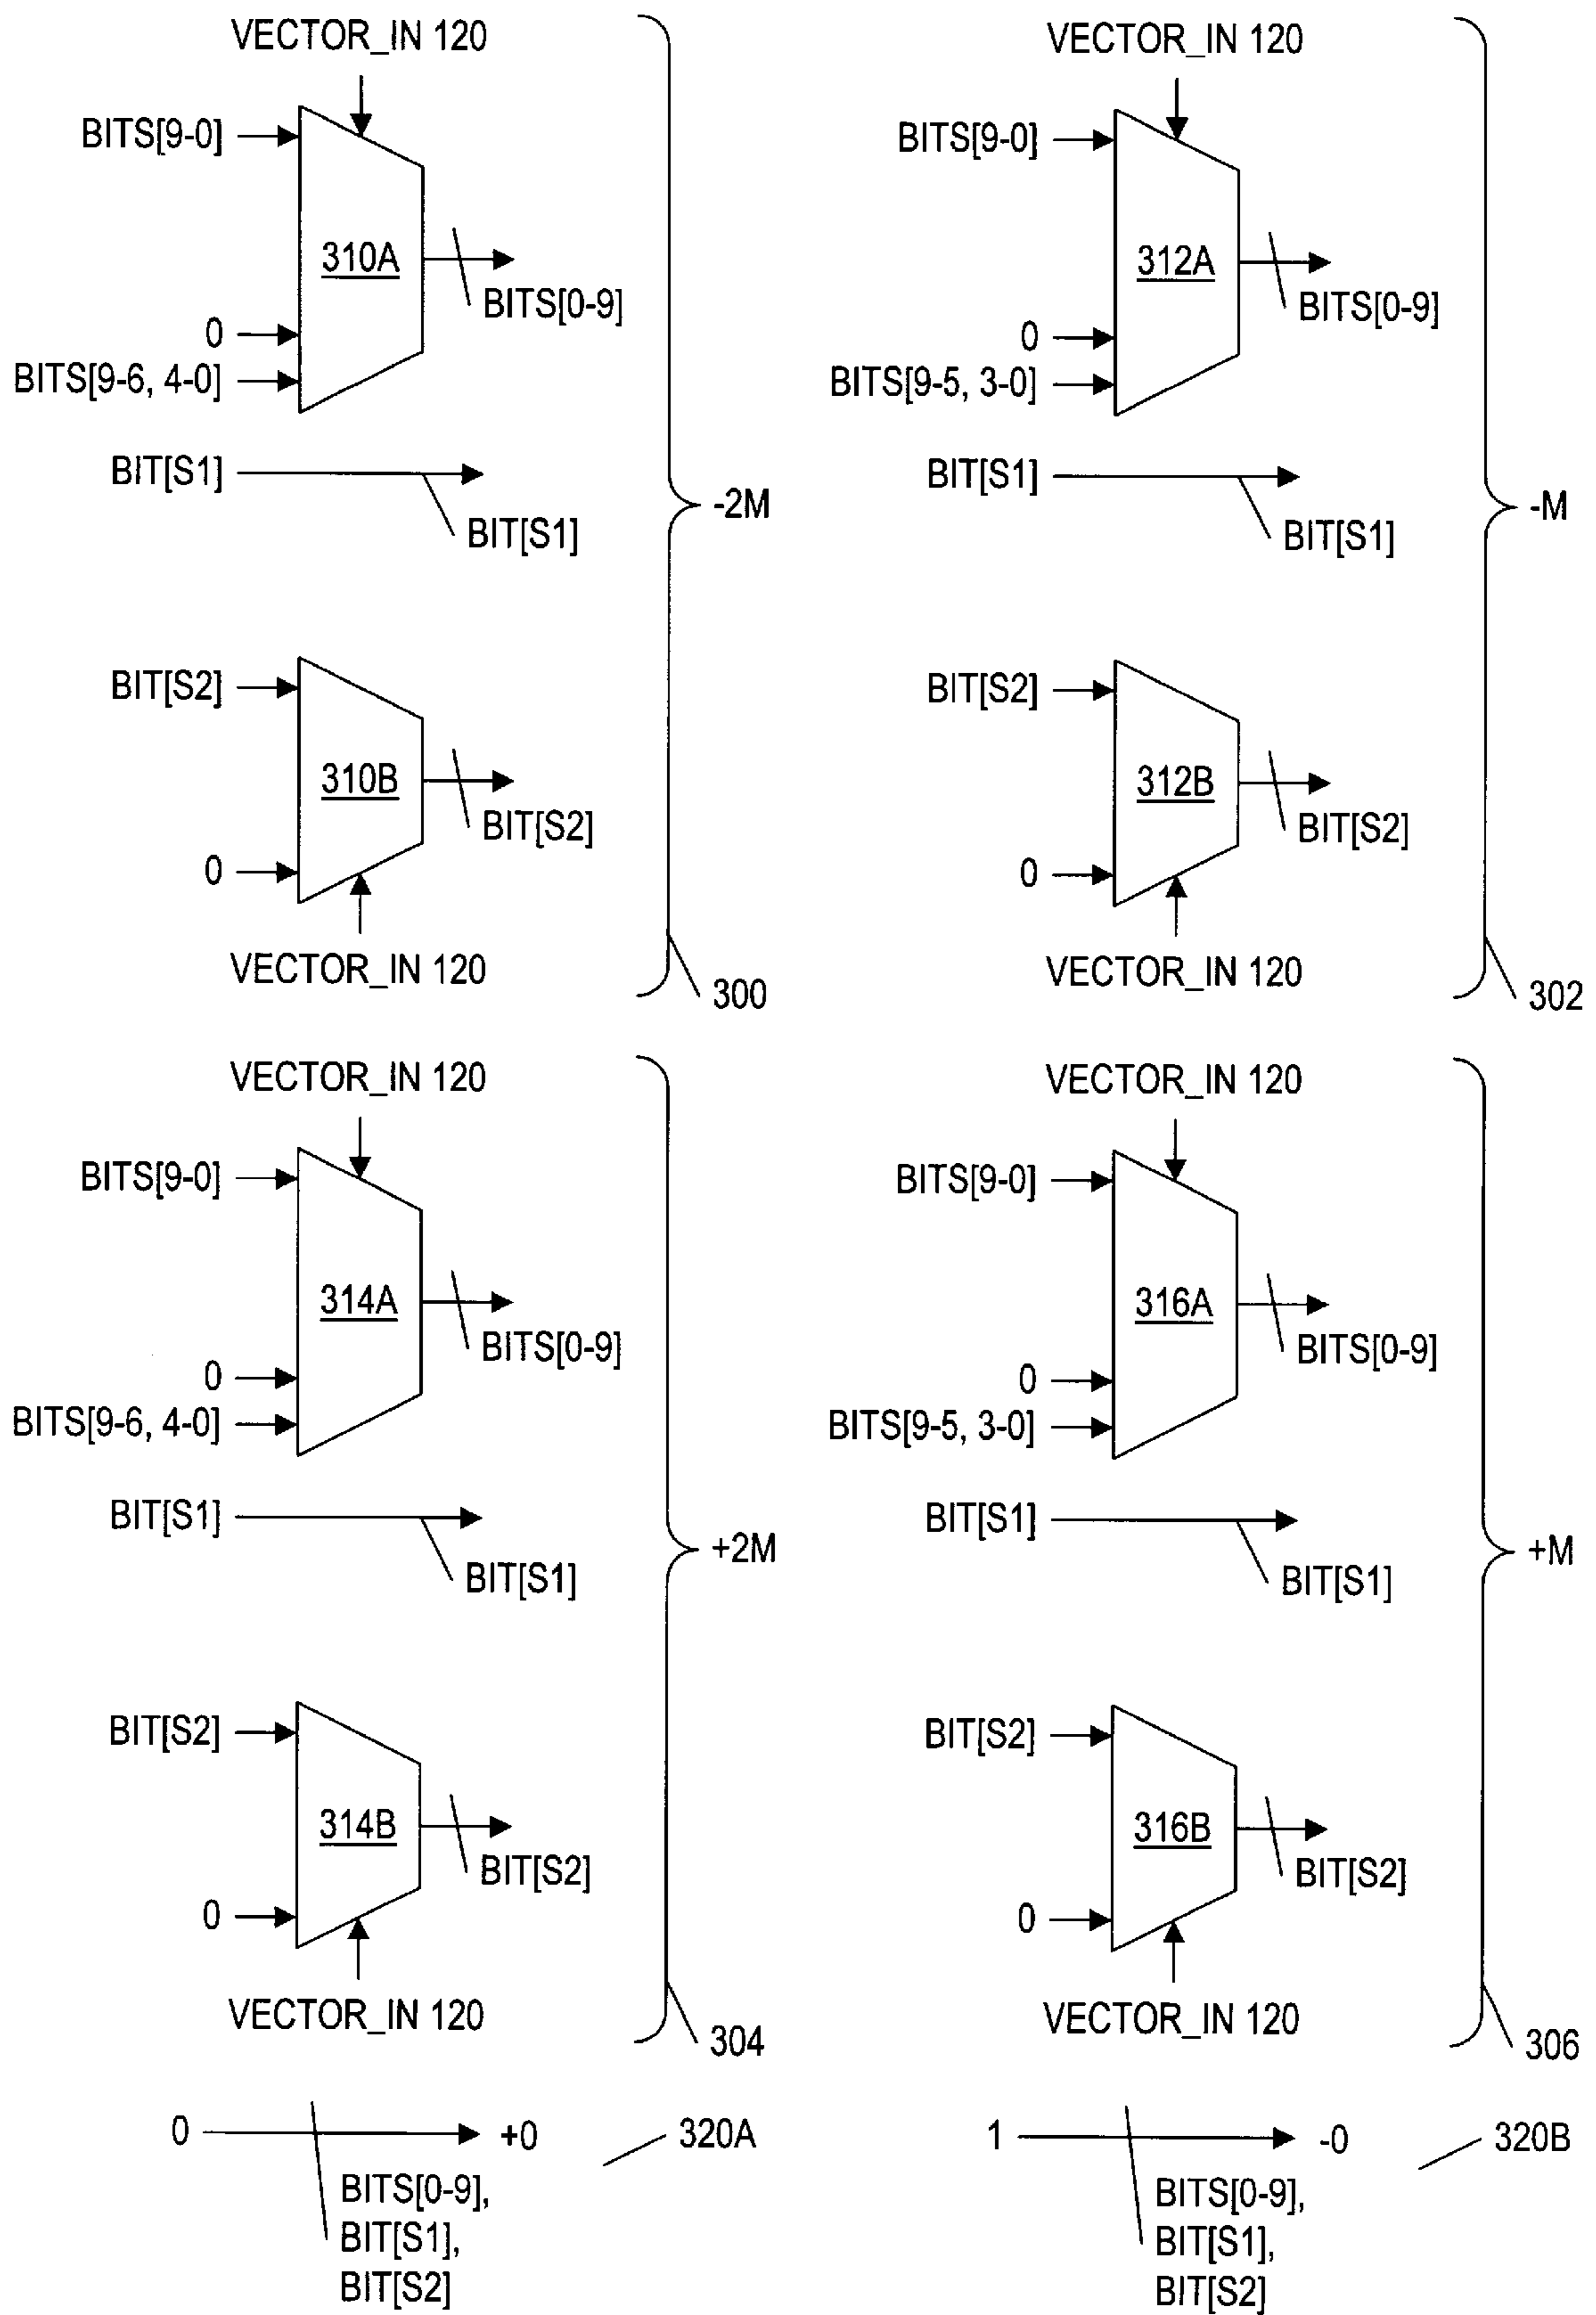 VECTOR_IN 120
BITS[9-0]
310A
BITS[0-9]
0
BITS[9-6, 4-0]
BIT[S1]
BIT[S1]
-2M
BIT[S2]
310B
BIT[S2]
0
VECTOR_IN 120
300
VECTOR_IN 120
BITS[9-0]
312A
BITS[0-9]
0
BITS[9-5, 3-0]
BIT[S1]
BIT[S1]
-M
BIT[S2]
312B
BIT[S2]
0
VECTOR_IN 120
302
VECTOR_IN 120
BITS[9-0]
314A
BITS[0-9]
0
BITS[9-6, 4-0]
BIT[S1]
BIT[S1]
+2M
BIT[S2]
314B
BIT[S2]
0
VECTOR_IN 120
304
VECTOR_IN 120
BITS[9-0]
316A
BITS[0-9]
0
BITS[9-5, 3-0]
BIT[S1]
BIT[S1]
+M
BIT[S2]
316B
BIT[S2]
0
VECTOR_IN 120
306
0
+0
320A
BITS[0-9],
BIT[S1],
BIT[S2]
1
-0
320B
BITS[0-9],
BIT[S1],
BIT[S2]